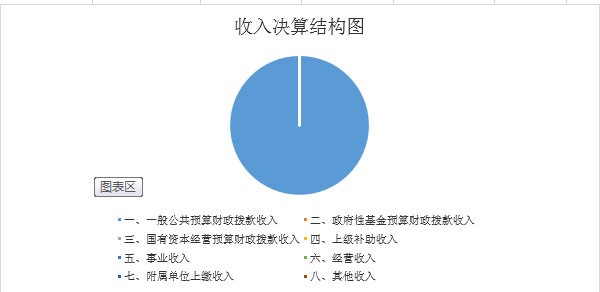 收入决算结构图
图表区
一、一般公共预算财政拨款收入 二、政府性基金预算财政拨款收入
三、国有资本经营预算财政拨款收入 四、上级补助收入
五、事业收入 六、经营收入
七、附属单位上缴收入 八、其他收入